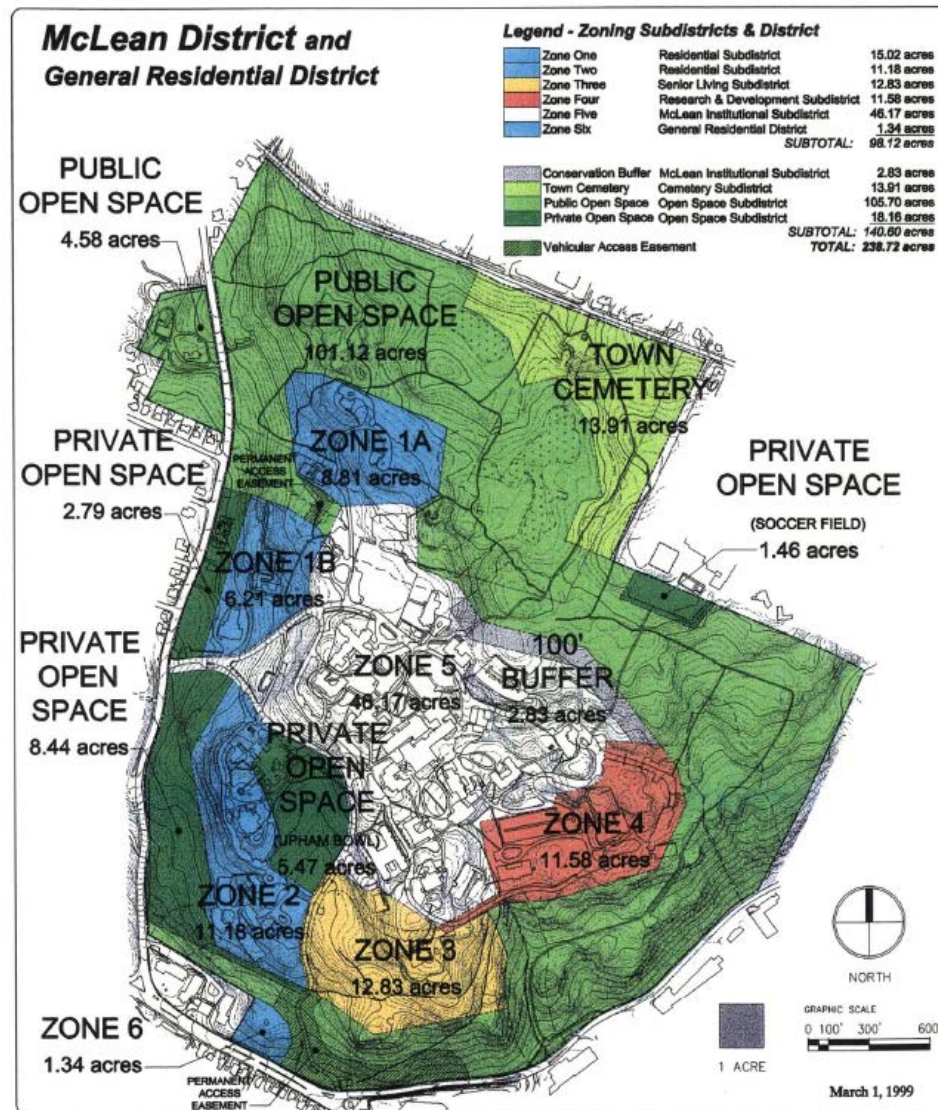 McLean District and
General Residential District
Legend - Zoning Subdistricts & District
Zone One Residential Subdistrict 15.02 acres
Zone Two Residential Subdistrict 11.18 acres
Zone Three Senior Living Subdistrict 12.83 acres
Zone Four Research & Development Subdistrict 11.58 acres
Zone Five McLean Institutional Subdistrict 46.17 acres
Zone Six General Residential District 1.34 acres
SUBTOTAL: 98.12 acres
Conservation Buffer McLean Institutional Subdistrict 2.83 acres
Town Cemetery Cemetery Subdistrict 13.91 acres
Public Open Space Open Space Subdistrict 105.70 acres
Private Open Space Open Space Subdistrict 18.16 acres
SUBTOTAL: 140.60 acres
Vehicular Access Easement TOTAL: 238.72 acres
PUBLIC
OPEN SPACE
4.58 acres
PUBLIC
OPEN SPACE
101.12 acres
TOWN
CEMETERY
13.91 acres
ZONE 1A
8.81 acres
PRIVATE
OPEN SPACE
2.79 acres
PERMANENT
ACCESS
EASEMENT
PRIVATE
OPEN SPACE
(SOCCER FIELD)
1.46 acres
ZONE 1B
6.21 acres
PRIVATE
OPEN
SPACE
8.44 acres
ZONE 5
46.17 acres
100'
BUFFER
2.83 acres
PRIVATE
OPEN
SPACE
(UPHAM BOWL)
5.47 acres
ZONE 4
11.58 acres
ZONE 2
11.18 acres
ZONE 3
12.83 acres
ZONE 6
1.34 acres
PERMANENT
ACCESS
EASEMENT
NORTH
1 ACRE
GRAPHIC SCALE
0 100' 300' 600
March 1, 1999